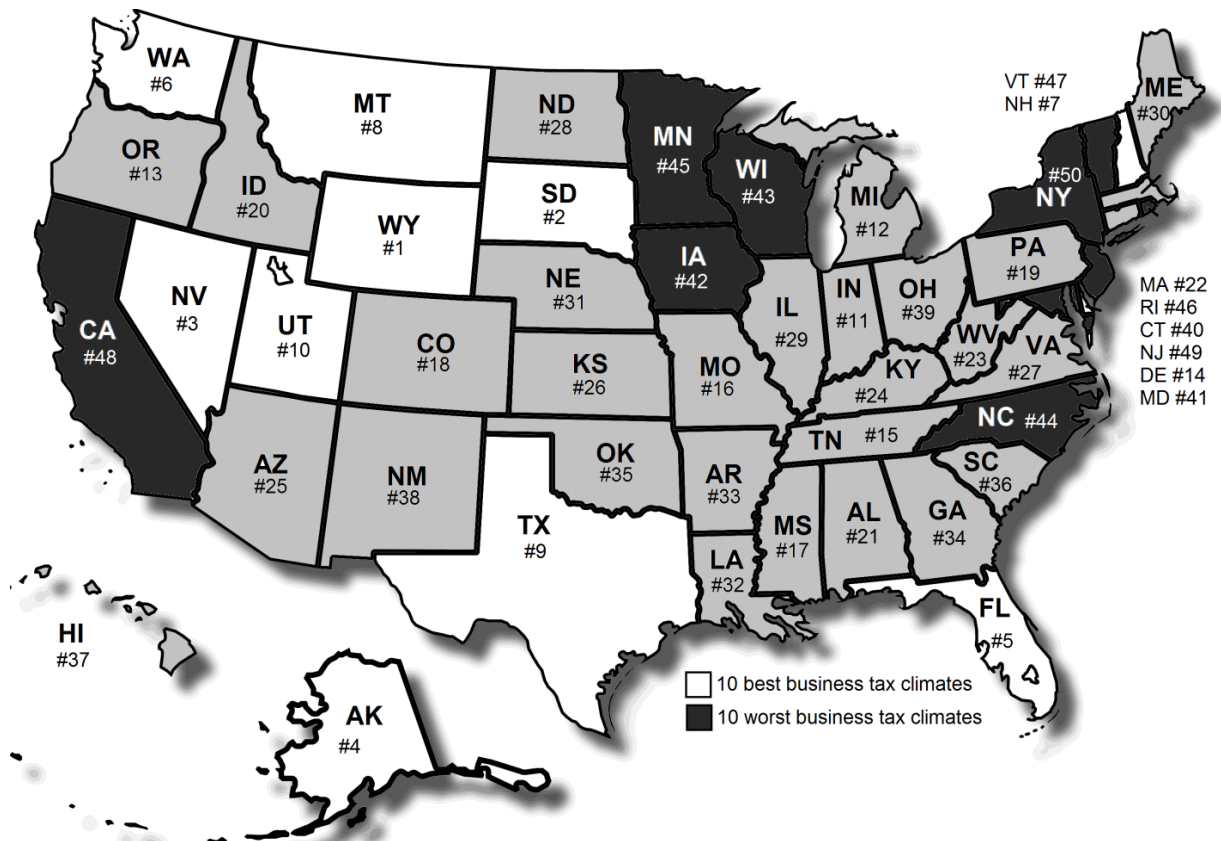 WA
#6
MT
#8
ND
#28
MN
#45
VT #47
NH #7
ME
#30
OR
#13
ID
#20
WY
#1
SD
#2
WI
#43
MI
#12
#50
NY
NV
#3
UT
#10
CO
#18
NE
#31
IA
#42
IL
#29
IN
#11
OH
#39
PA
#19
MA #22
RI #46
CT #40
NJ #49
DE #14
MD #41
CA
#48
KS
#26
MO
#16
KY
#24
WV
#23
VA
#27
AZ
#25
NM
#38
OK
#35
AR
#33
TN #15
NC #44
SC
#36
TX
#9
LA
#32
MS
#17
AL
#21
GA
#34
FL
#5
HI
#37
AK
#4
10 best business tax climates
10 worst business tax climates